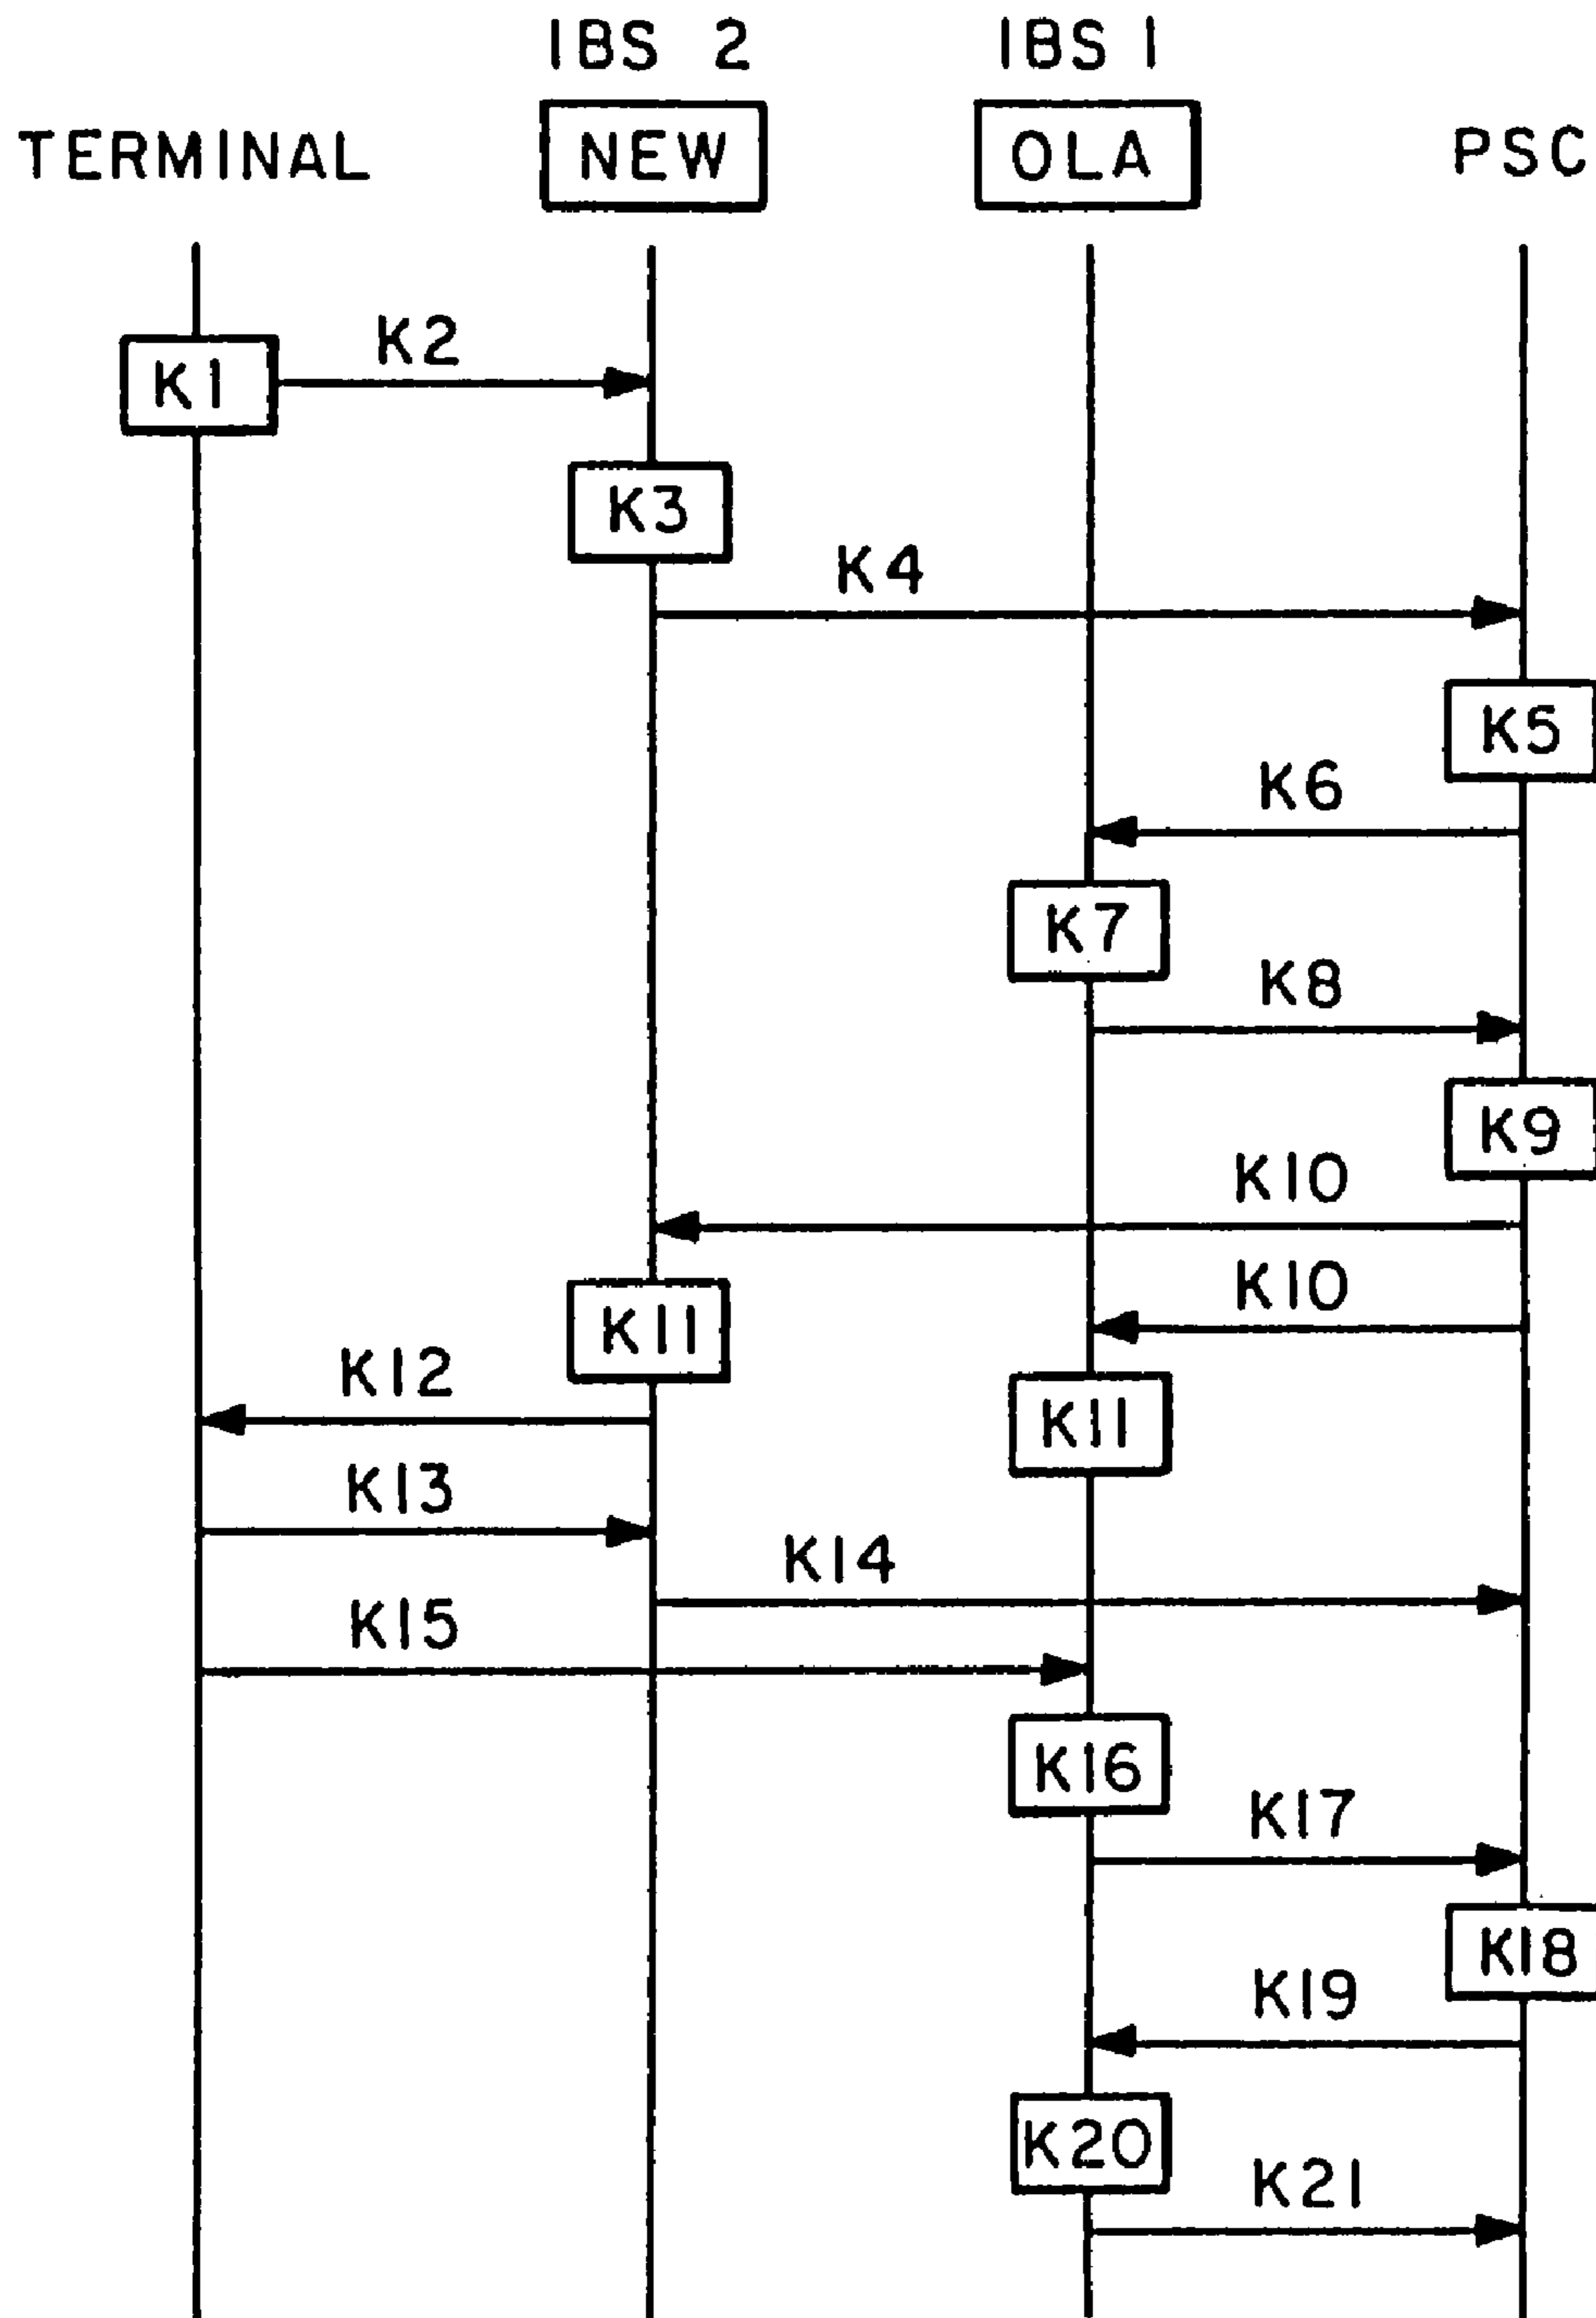 IBS 2
IBS 1
TERMINAL
NEW
OLA
PSC
K1
K2
K3
K4
K5
K6
K7
K8
K9
K10
K10
K11
K12
K11
K13
K14
K15
K16
K17
K18
K19
K20
K21